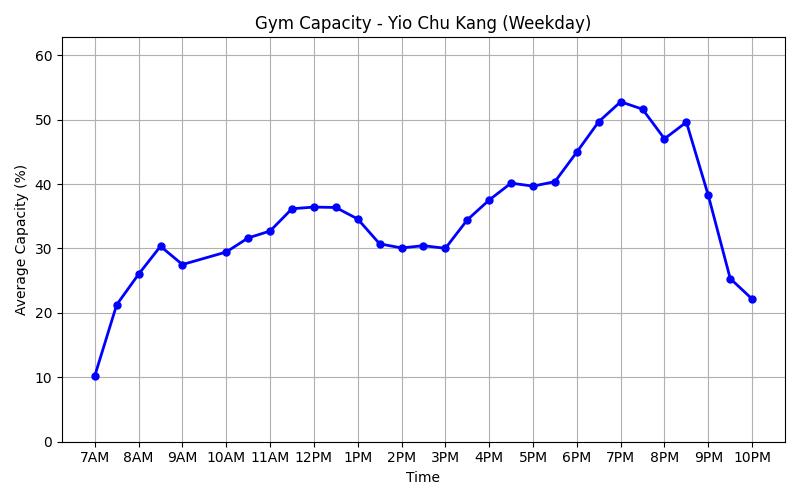 Gym Capacity - Yio Chu Kang (Weekday)
60
50
40
30
20
10
0
Average Capacity (%)
7AM 8AM 9AM 10AM 11AM 12PM 1PM 2PM 3PM 4PM 5PM 6PM 7PM 8PM 9PM 10PM
Time